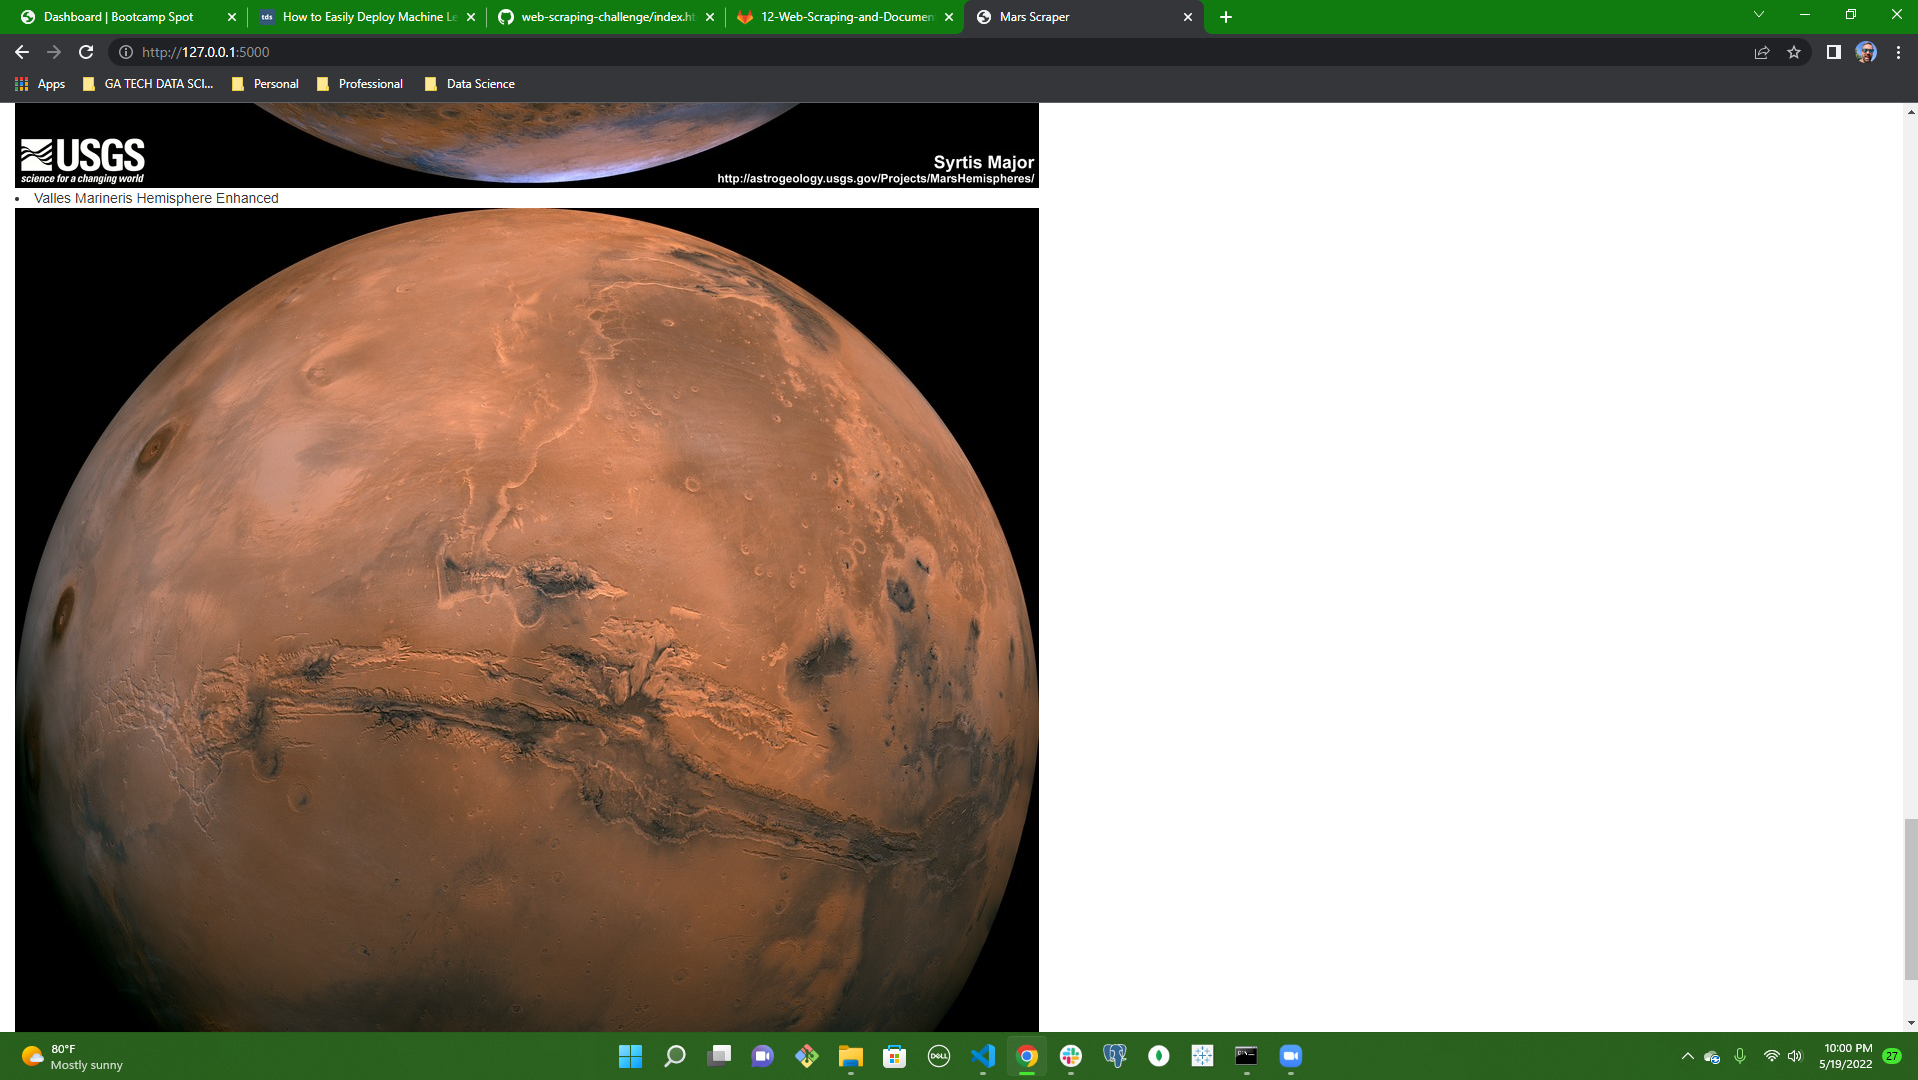 Dashboard | Bootcamp Spot
tds How to Easily Deploy Machine Le
web-scraping-challenge/index.ht
12-Web-Scraping-and-Documen
Mars Scraper
http://127.0.0.1:5000
Apps
GA TECH DATA SCI...
Personal
Professional
Data Science
USGS
science for a changing world
Syrtis Major
http://astrogeology.usgs.gov/Projects/MarsHemispheres/
• Valles Marineris Hemisphere Enhanced
80°F
Mostly sunny
DELL
10:00 PM
5/19/2022
27